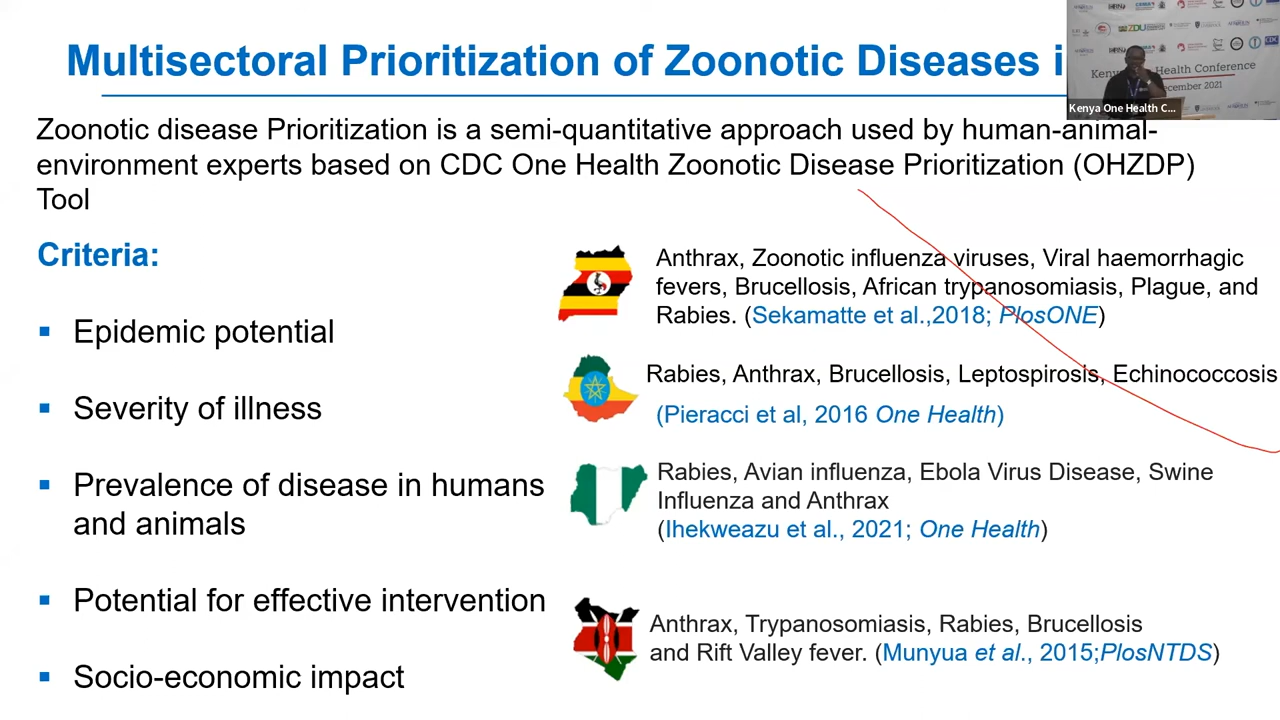 Multisectoral Prioritization of Zoonotic Diseases i
Health Conference
December 2021
Kenya One Health C...
Zoonotic disease Prioritization is a semi-quantitative approach used by human-animal-
environment experts based on CDC One Health Zoonotic Disease Prioritization (OHZDP)
Tool
Criteria:
▪ Epidemic potential
▪ Severity of illness
▪ Prevalence of disease in humans
and animals
▪ Potential for effective intervention
▪ Socio-economic impact
Anthrax, Zoonotic influenza viruses, Viral haemorrhagic
fevers, Brucellosis, African trypanosomiasis, Plague, and
Rabies. (Sekamatte et al.,2018; PlosONE)
Rabies, Anthrax, Brucellosis, Leptospirosis, Echinococcosis
(Pieracci et al, 2016 One Health)
Rabies, Avian influenza, Ebola Virus Disease, Swine
Influenza and Anthrax
(Ihekweazu et al., 2021; One Health)
Anthrax, Trypanosomiasis, Rabies, Brucellosis
and Rift Valley fever. (Munyua et al., 2015;PlosNTDS)